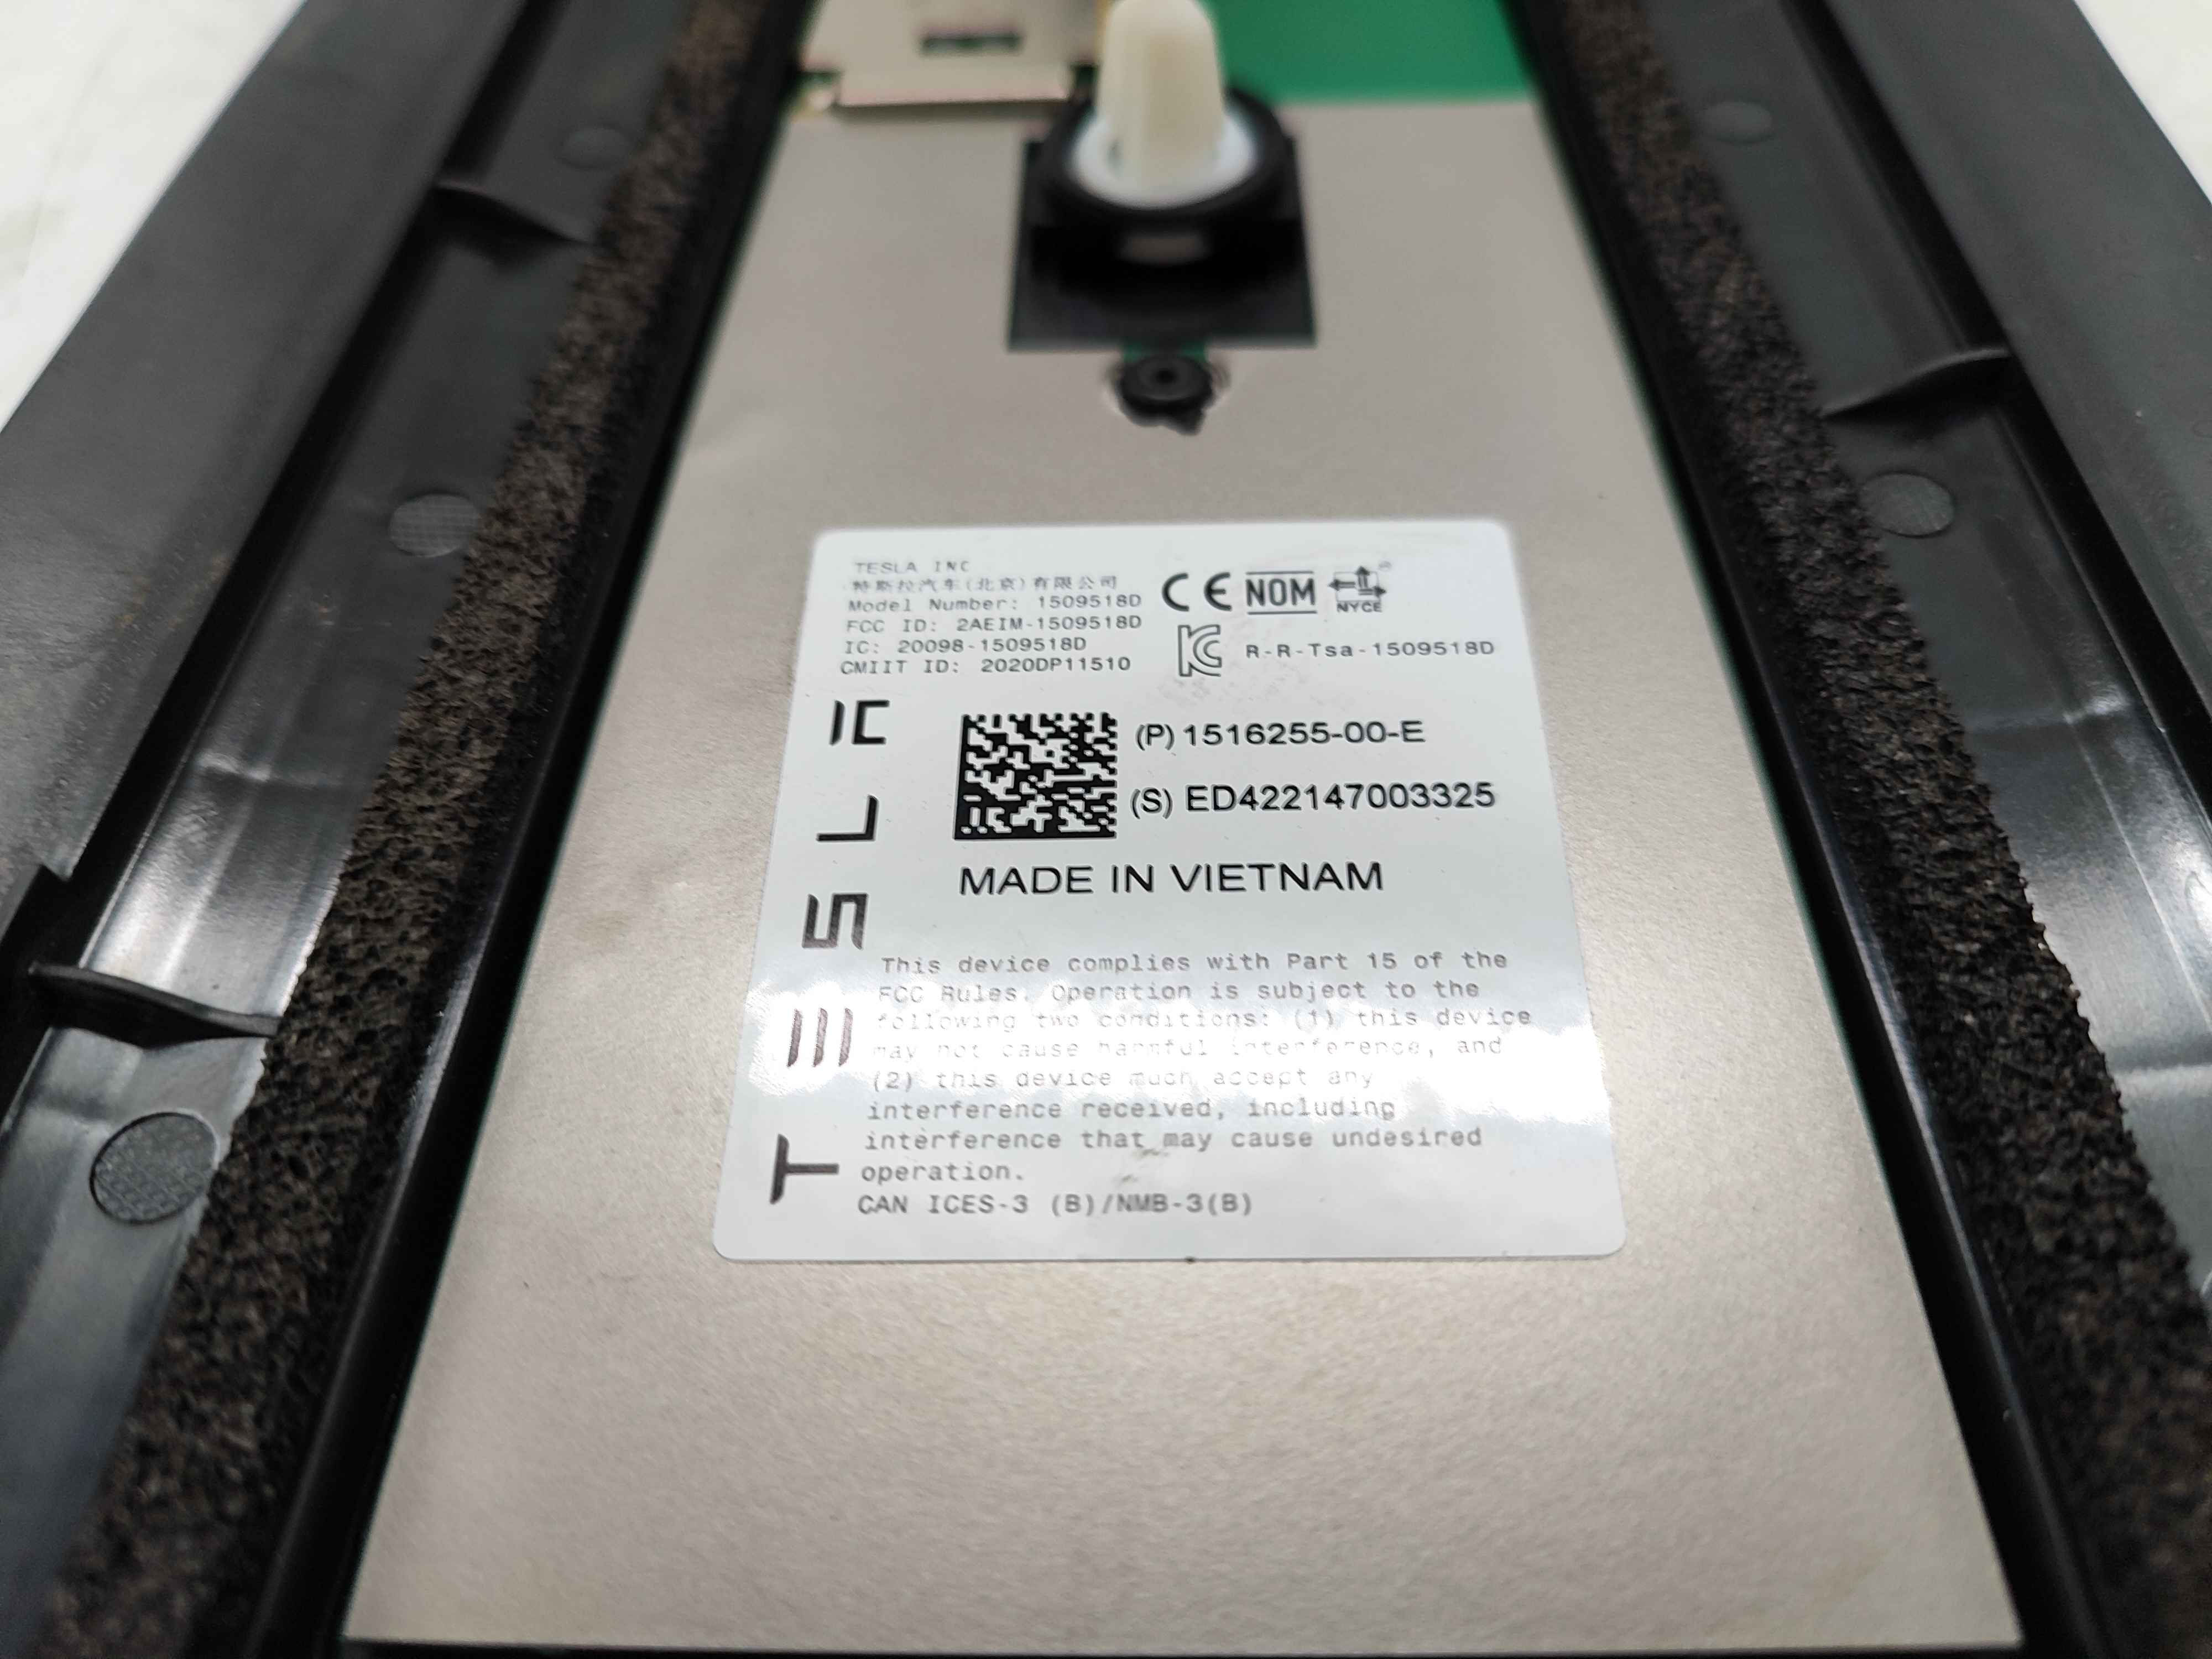 TESLA INC
特斯拉汽车(北京)有限公司
Model Number: 1509518D
FCC ID: 2AEIM-1509518D
IC: 20098-1509518D
CMIIT ID: 2020DP11510
CE NOM NYCE
KC R-R-Tsa-1509518D
(P) 1516255-00-E
(S) ED422147003325
MADE IN VIETNAM
TESLA
This device complies with Part 15 of the
FCC Rules. Operation is subject to the
following two conditions: (1) this device
may not cause harmful interference, and
(2) this device much accept any
interference received, including
interference that may cause undesired
operation.
CAN ICES-3 (B)/NMB-3(B)